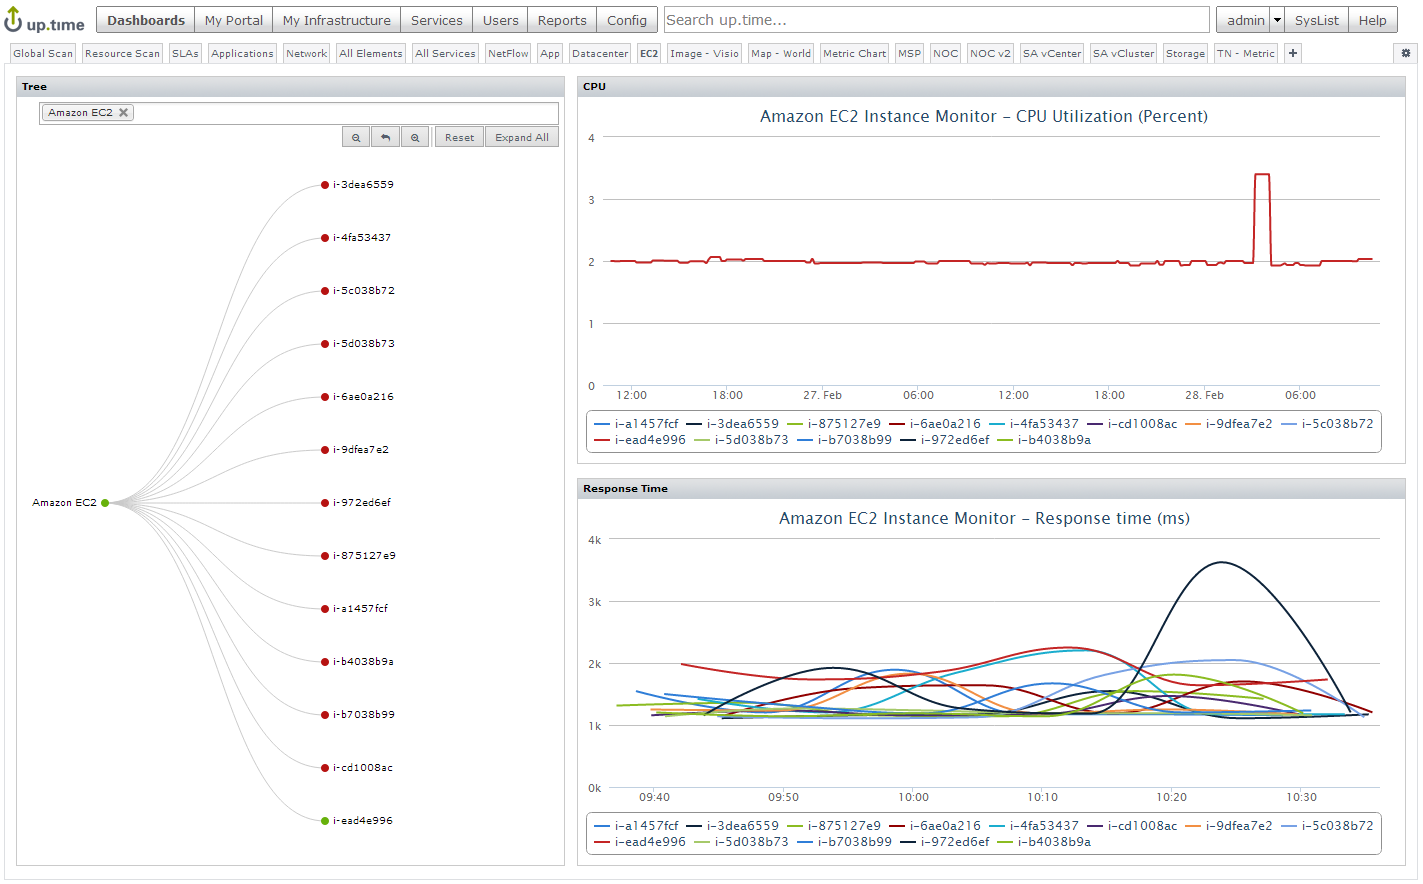 up.time Dashboards My Portal My Infrastructure Services Users Reports Config Search up.time... admin SysList Help
Global Scan Resource Scan SLAs Applications Network All Elements All Services NetFlow App Datacenter EC2 Image - Visio Map - World Metric Chart MSP NOC NOC v2 SA vCenter SA vCluster Storage TN - Metric +
Tree
Amazon EC2
Reset Expand All
i-3dea6559
i-4fa53437
i-5c038b72
i-5d038b73
i-6ae0a216
i-9dfea7e2
Amazon EC2 i-972ed6ef
i-875127e9
i-a1457fcf
i-b4038b9a
i-b7038b99
i-cd1008ac
i-ead4e996
CPU
Amazon EC2 Instance Monitor - CPU Utilization (Percent)
4
3
2
1
0
12:00 18:00 27. Feb 06:00 12:00 18:00 28. Feb 06:00
i-a1457fcf i-3dea6559 i-875127e9 i-6ae0a216 i-4fa53437 i-cd1008ac i-9dfea7e2 i-5c038b72
i-ead4e996 i-5d038b73 i-b7038b99 i-972ed6ef i-b4038b9a
Response Time
Amazon EC2 Instance Monitor - Response time (ms)
4k
3k
2k
1k
0k
09:40 09:50 10:00 10:10 10:20 10:30
i-a1457fcf i-3dea6559 i-875127e9 i-6ae0a216 i-4fa53437 i-cd1008ac i-9dfea7e2 i-5c038b72
i-ead4e996 i-5d038b73 i-b7038b99 i-972ed6ef i-b4038b9a